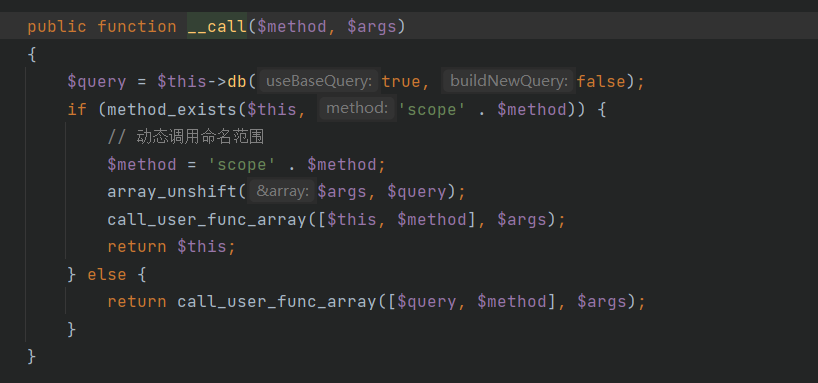 public function __call($method, $args)
{
    $query = $this->db( useBaseQuery: true, buildNewQuery: false);
    if (method_exists($this, method: 'scope' . $method)) {
        // 动态调用命名范围
        $method = 'scope' . $method;
        array_unshift( &array: $args, $query);
        call_user_func_array([$this, $method], $args);
        return $this;
    } else {
        return call_user_func_array([$query, $method], $args);
    }
}